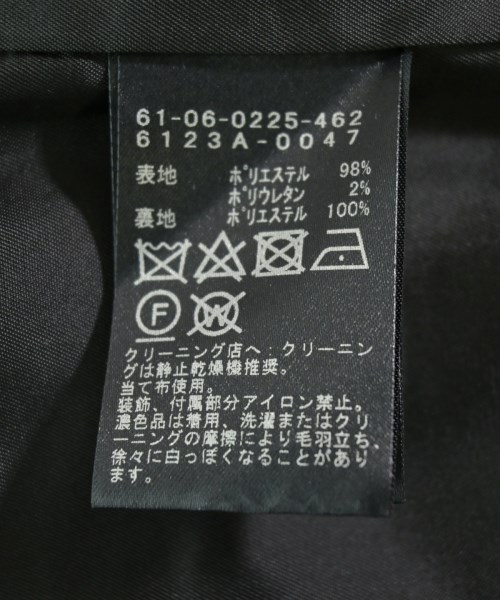 61-06-0225-462
6123A-0047
表地 ポリエステル 98%
ポリウレタン 2%
裏地 ポリエステル 100%
F W
クリーニング店へ:クリーニン
グは静止乾燥機推奨。
当て布使用。
装飾、付属部分アイロン禁止。
濃色品は着用、洗濯またはクリ
ーニングの摩擦により毛羽立ち、
徐々に白っぽくなることがあり
ます。